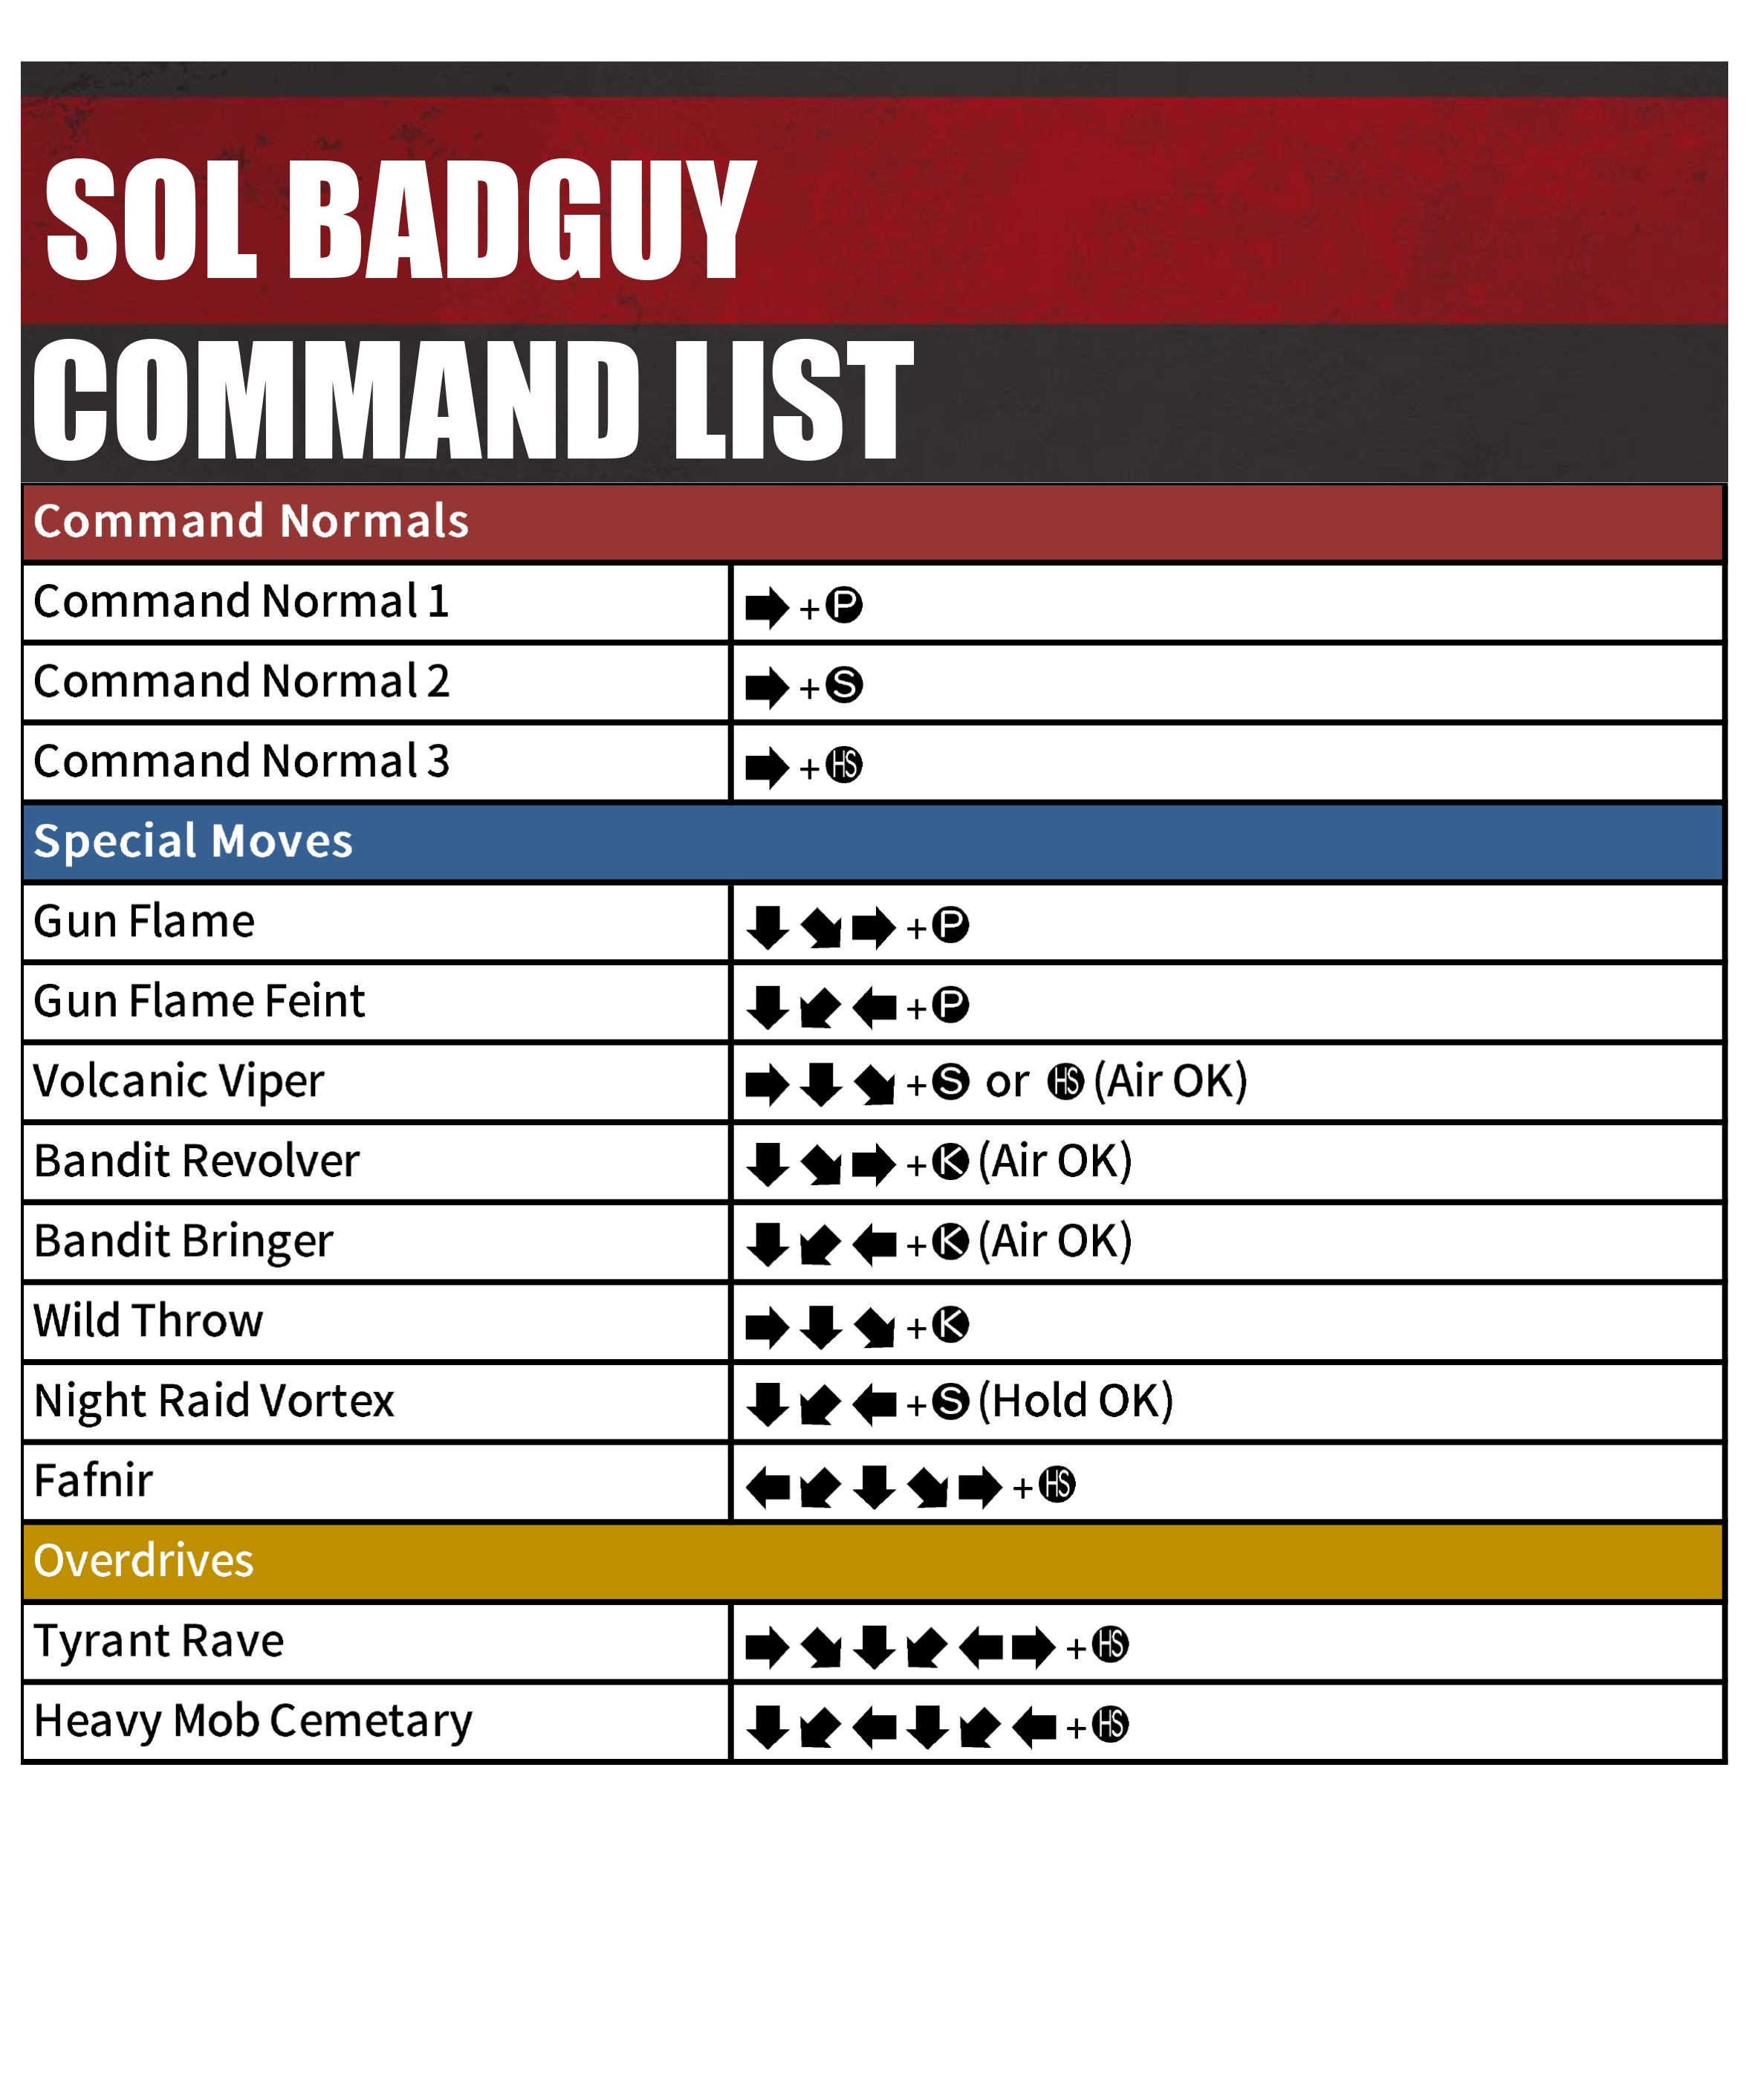 SOL BADGUY
COMMAND LIST
Command Normals
Command Normal 1 ➡ + P
Command Normal 2 ➡ + S
Command Normal 3 ➡ + HS
Special Moves
Gun Flame ⬇ ↘ ➡ + P
Gun Flame Feint ⬇ ↙ ⬅ + P
Volcanic Viper ➡ ⬇ ↘ + S or HS (Air OK)
Bandit Revolver ⬇ ↘ ➡ + K (Air OK)
Bandit Bringer ⬇ ↙ ⬅ + K (Air OK)
Wild Throw ➡ ⬇ ↘ + K
Night Raid Vortex ⬇ ↙ ⬅ + S (Hold OK)
Fafnir ⬅ ↙ ⬇ ↘ ➡ + HS
Overdrives
Tyrant Rave ➡ ↘ ⬇ ↙ ⬅ ➡ + HS
Heavy Mob Cemetary ⬇ ↙ ⬅ ⬇ ↙ ⬅ + HS